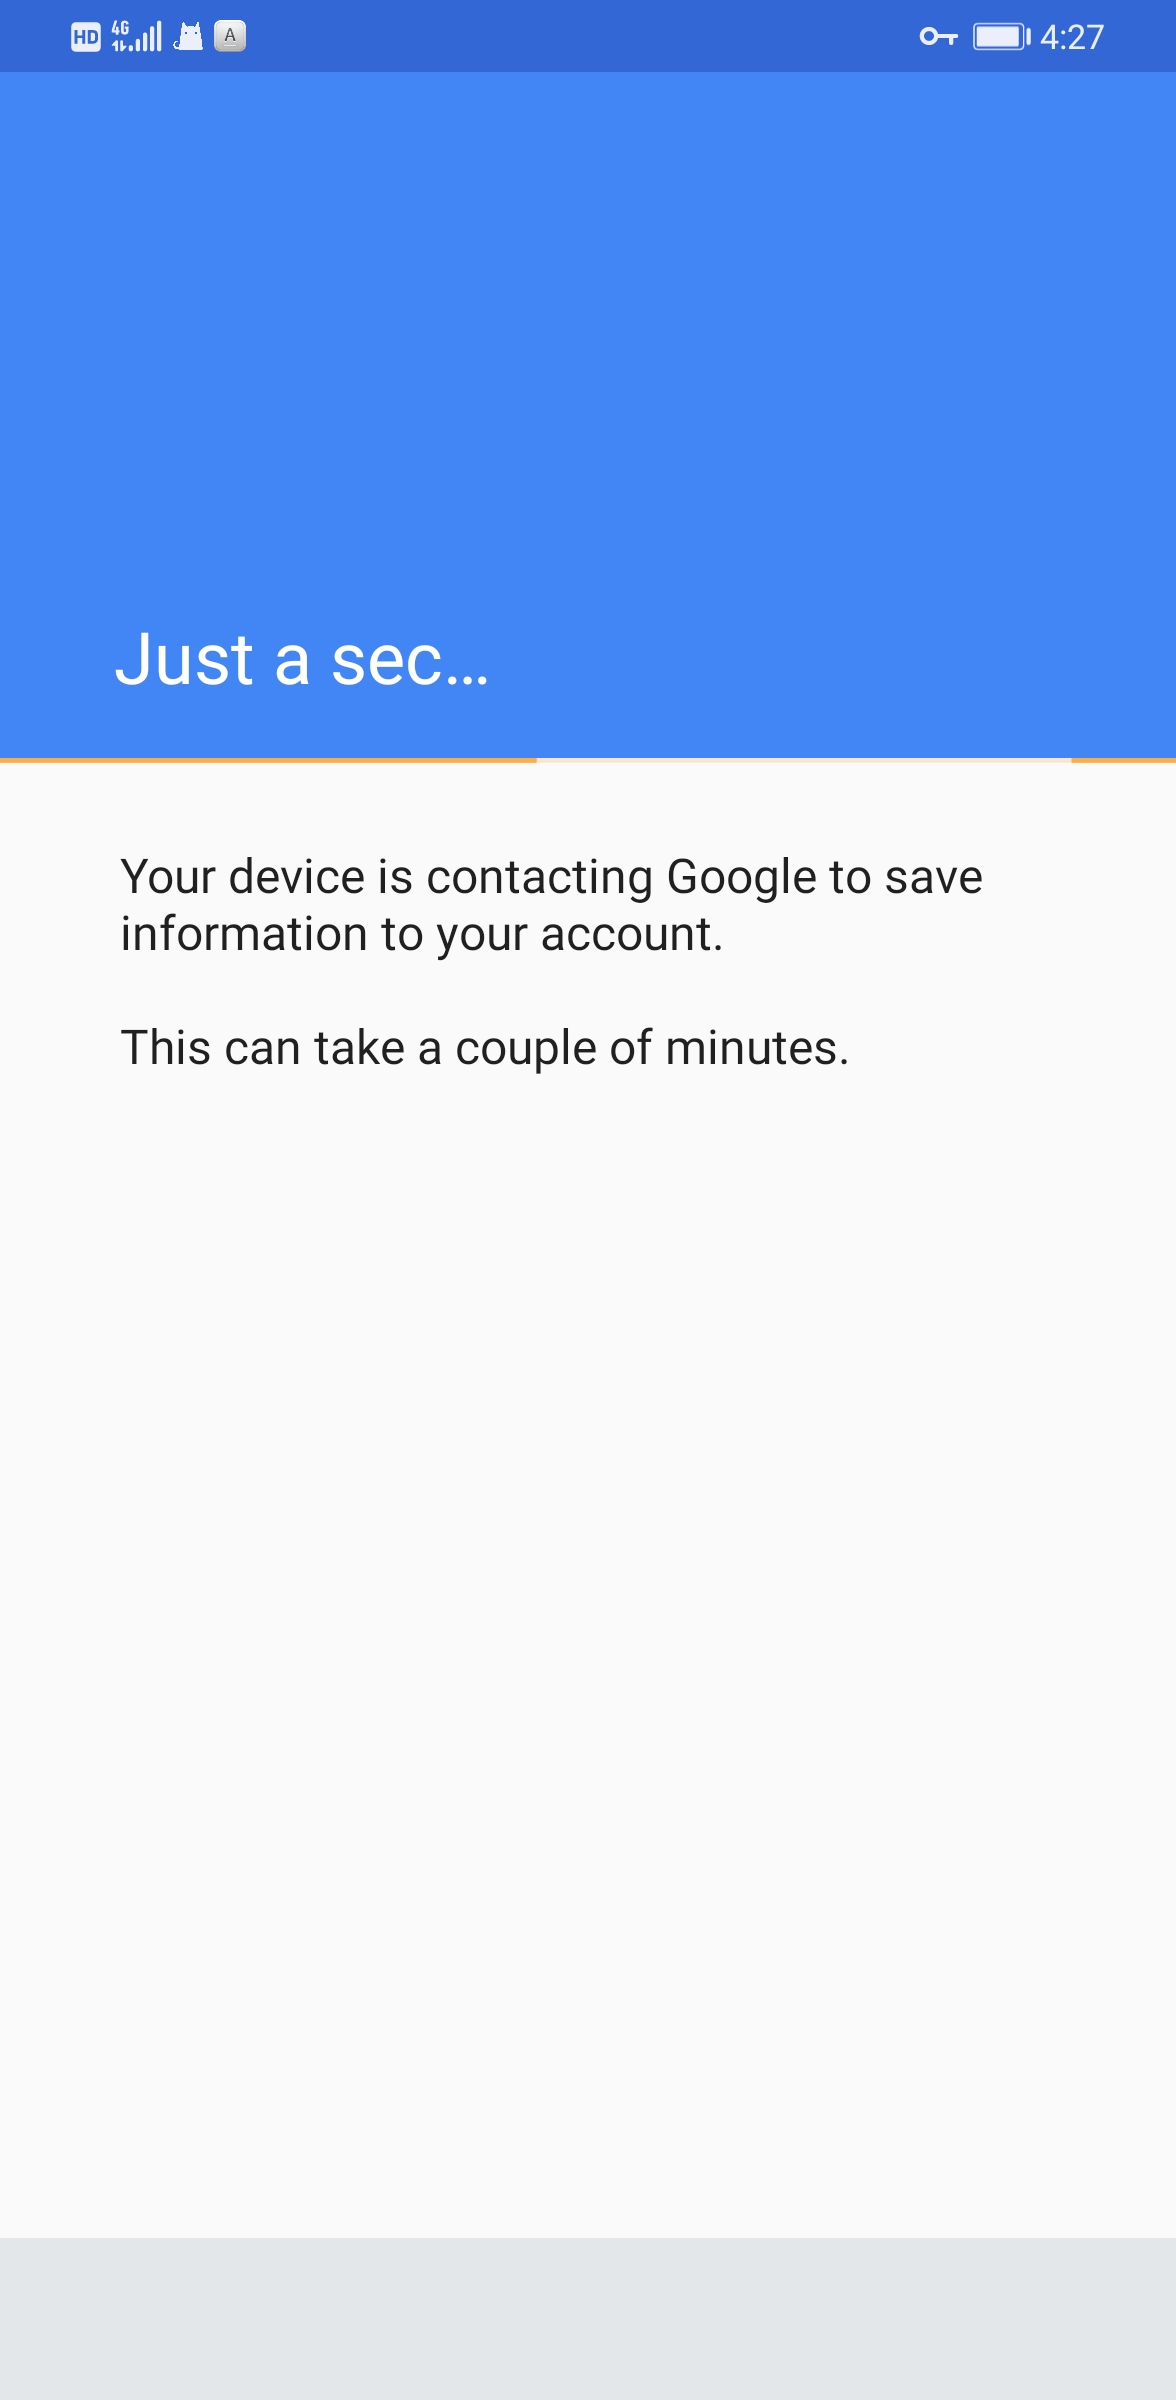 HD 4G A 4:27
Just a sec…
Your device is contacting Google to save
information to your account.
This can take a couple of minutes.